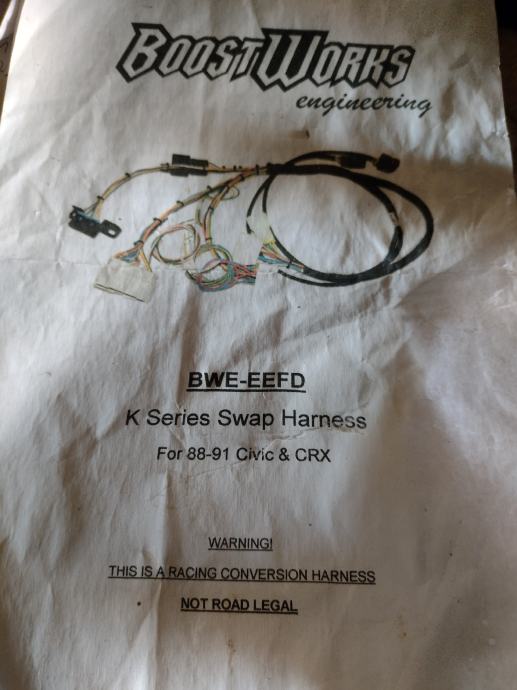 BOOSTWORKS
engineering
BWE-EEFD
K Series Swap Harness
For 88-91 Civic & CRX
WARNING!
THIS IS A RACING CONVERSION HARNESS
NOT ROAD LEGAL